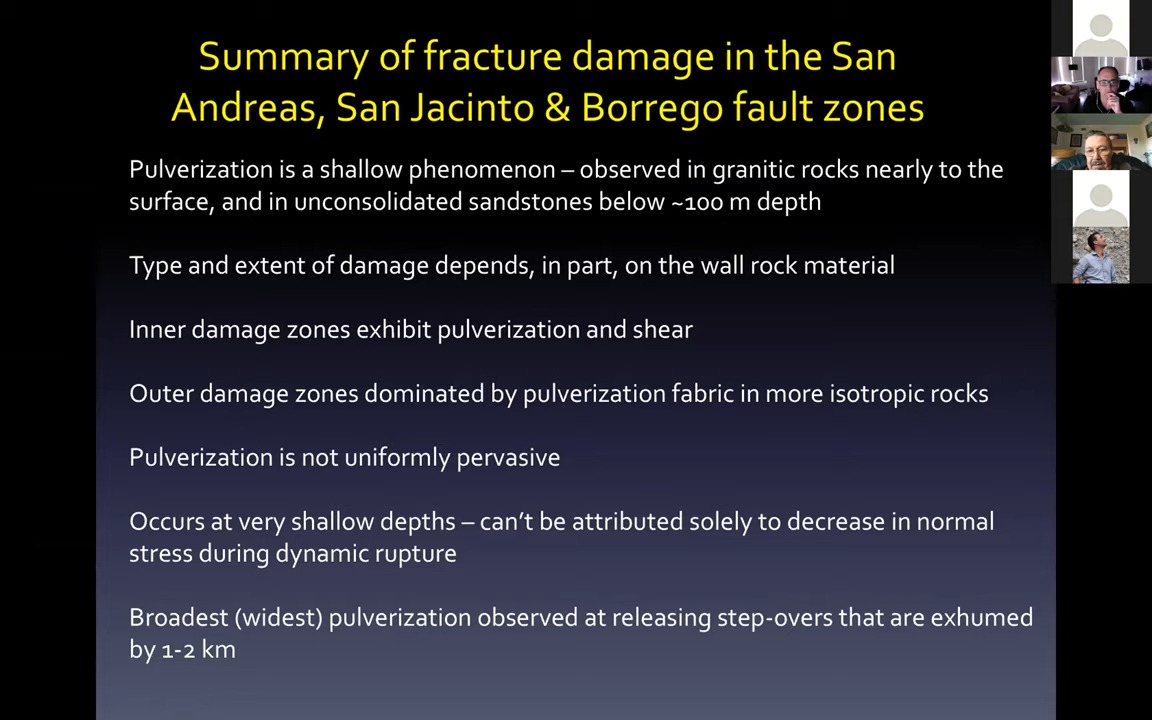 Summary of fracture damage in the San
Andreas, San Jacinto & Borrego fault zones
Pulverization is a shallow phenomenon – observed in granitic rocks nearly to the
surface, and in unconsolidated sandstones below ~100 m depth
Type and extent of damage depends, in part, on the wall rock material
Inner damage zones exhibit pulverization and shear
Outer damage zones dominated by pulverization fabric in more isotropic rocks
Pulverization is not uniformly pervasive
Occurs at very shallow depths – can’t be attributed solely to decrease in normal
stress during dynamic rupture
Broadest (widest) pulverization observed at releasing step-overs that are exhumed
by 1-2 km